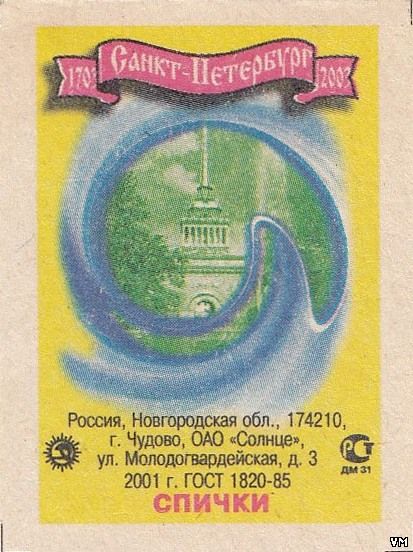 Санкт-Петербург
1703 2003
Россия, Новгородская обл., 174210,
г. Чудово, ОАО «Солнце»,
ул. Молодогвардейская, д. 3
2001 г. ГОСТ 1820-85
РСТ
ДМ 31
СПИЧКИ
VM